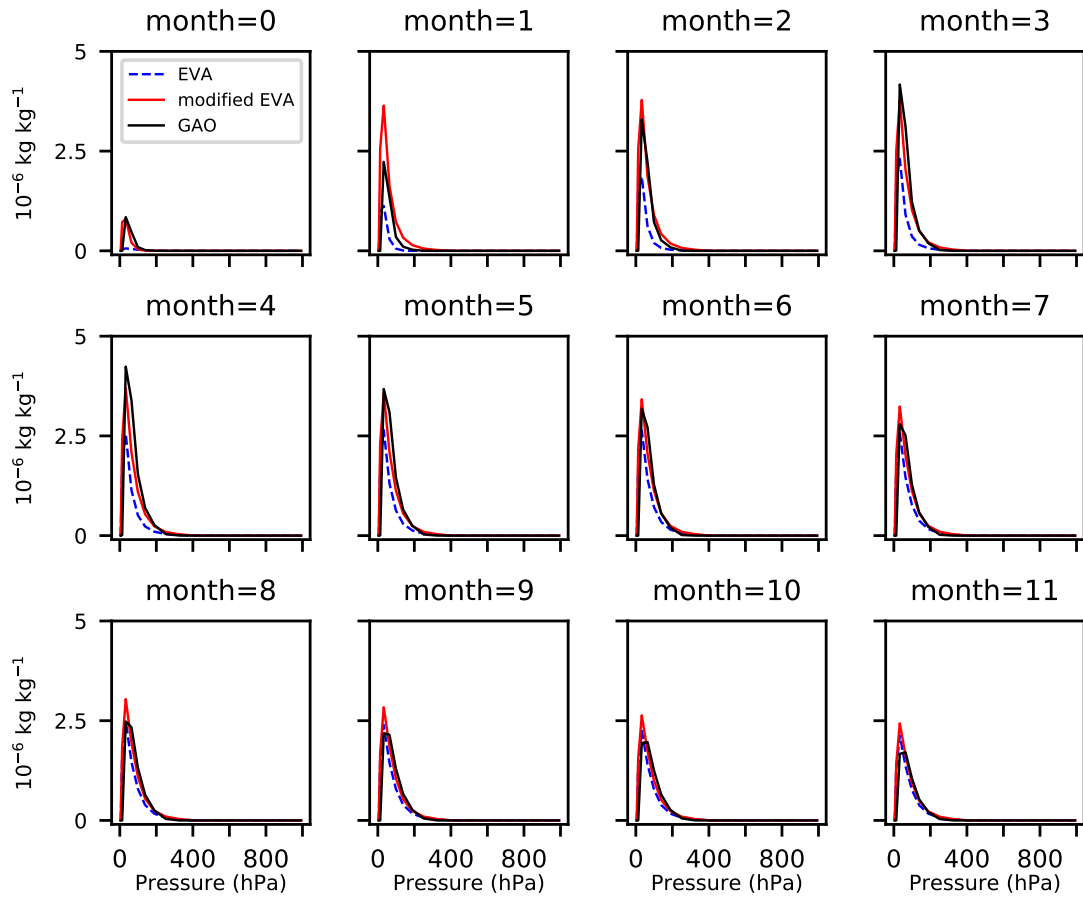 month=0 month=1 month=2 month=3
5
2.5
0
10⁻⁶ kg kg⁻¹
EVA
modified EVA
GAO
month=4 month=5 month=6 month=7
5
2.5
0
10⁻⁶ kg kg⁻¹
month=8 month=9 month=10 month=11
5
2.5
0
10⁻⁶ kg kg⁻¹
0 400 800 0 400 800 0 400 800 0 400 800
Pressure (hPa) Pressure (hPa) Pressure (hPa) Pressure (hPa)